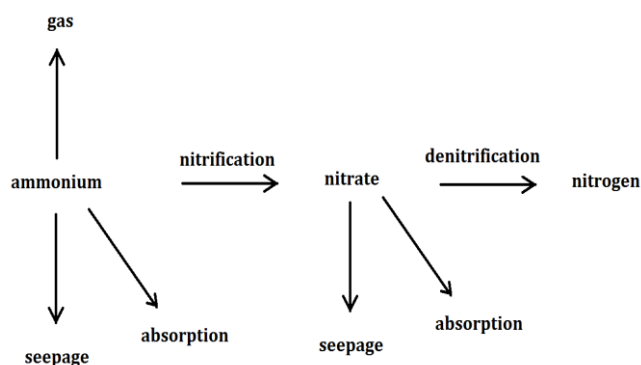 gas
nitrification
denitrification
ammonium
nitrate
nitrogen
absorption
absorption
seepage
seepage